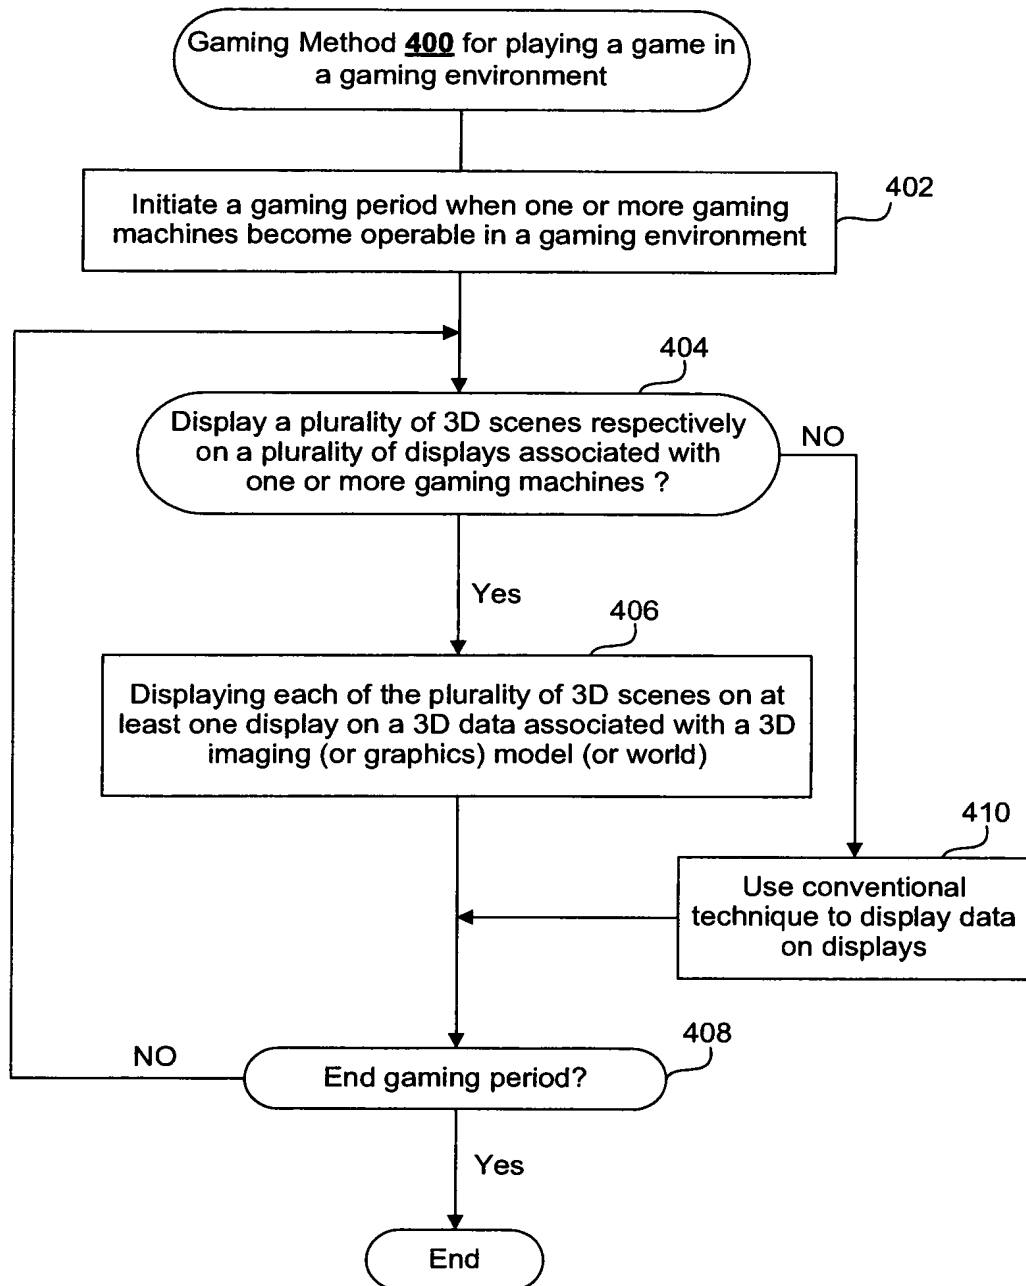 Gaming Method 400 for playing a game in
a gaming environment
402
Initiate a gaming period when one or more gaming
machines become operable in a gaming environment
404
Display a plurality of 3D scenes respectively
on a plurality of displays associated with
one or more gaming machines ?
NO
Yes
406
Displaying each of the plurality of 3D scenes on at
least one display on a 3D data associated with a 3D
imaging (or graphics) model (or world)
410
Use conventional
technique to display data
on displays
408
NO
End gaming period?
Yes
End